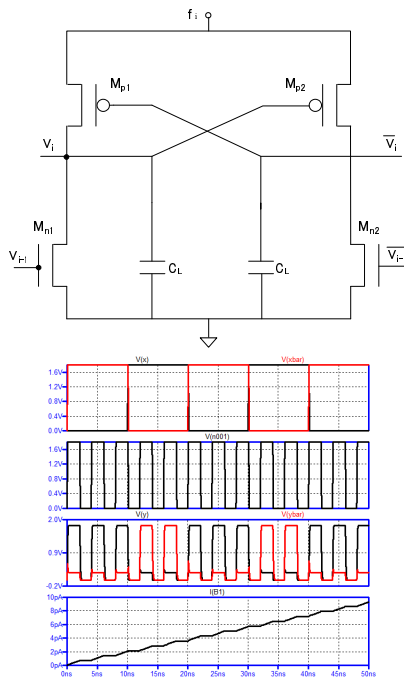 f i
Mp1
Mp2
Vi
V̅i
Mn1
Mn2
Vi-1
V̅i-
CL
CL
V(x)
V(xbar)
1.6V
1.2V
0.8V
0.4V
0.0V
V(n001)
1.6V
1.2V
0.8V
0.4V
0.0V
V(y)
V(ybar)
2.0V
0.9V
-0.2V
I(B1)
10pA
8pA
6pA
4pA
2pA
0pA
0ns 5ns 10ns 15ns 20ns 25ns 30ns 35ns 40ns 45ns 50ns